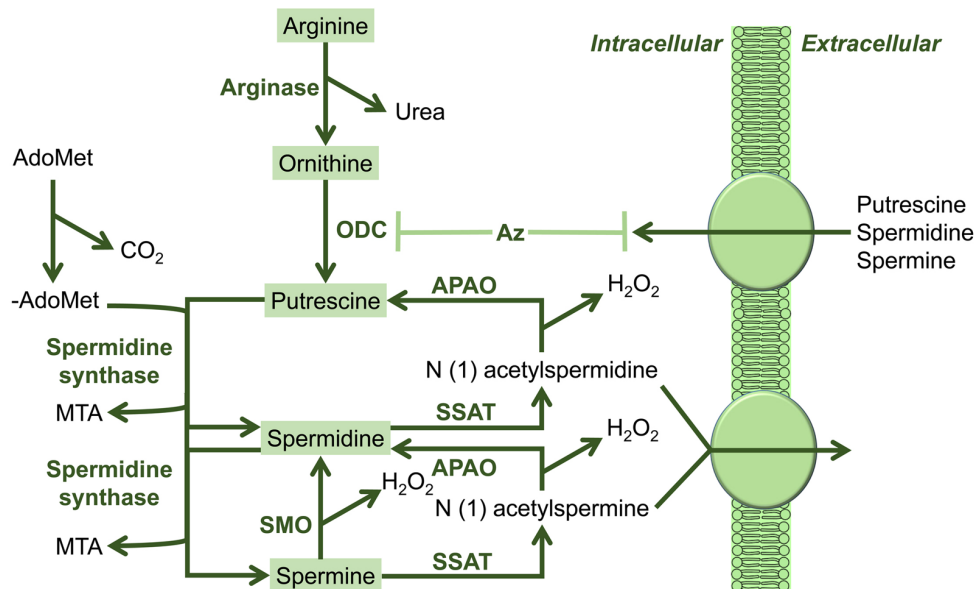 Arginine
Intracellular
Extracellular
Arginase
Urea
AdoMet
Ornithine
CO2
ODC
Az
Putrescine
Spermidine
Spermine
-AdoMet
Putrescine
APAO
H2O2
Spermidine
synthase
N (1) acetylspermidine
MTA
SSAT
Spermidine
H2O2
APAO
Spermidine
synthase
H2O2
N (1) acetylspermine
SMO
MTA
SSAT
Spermine